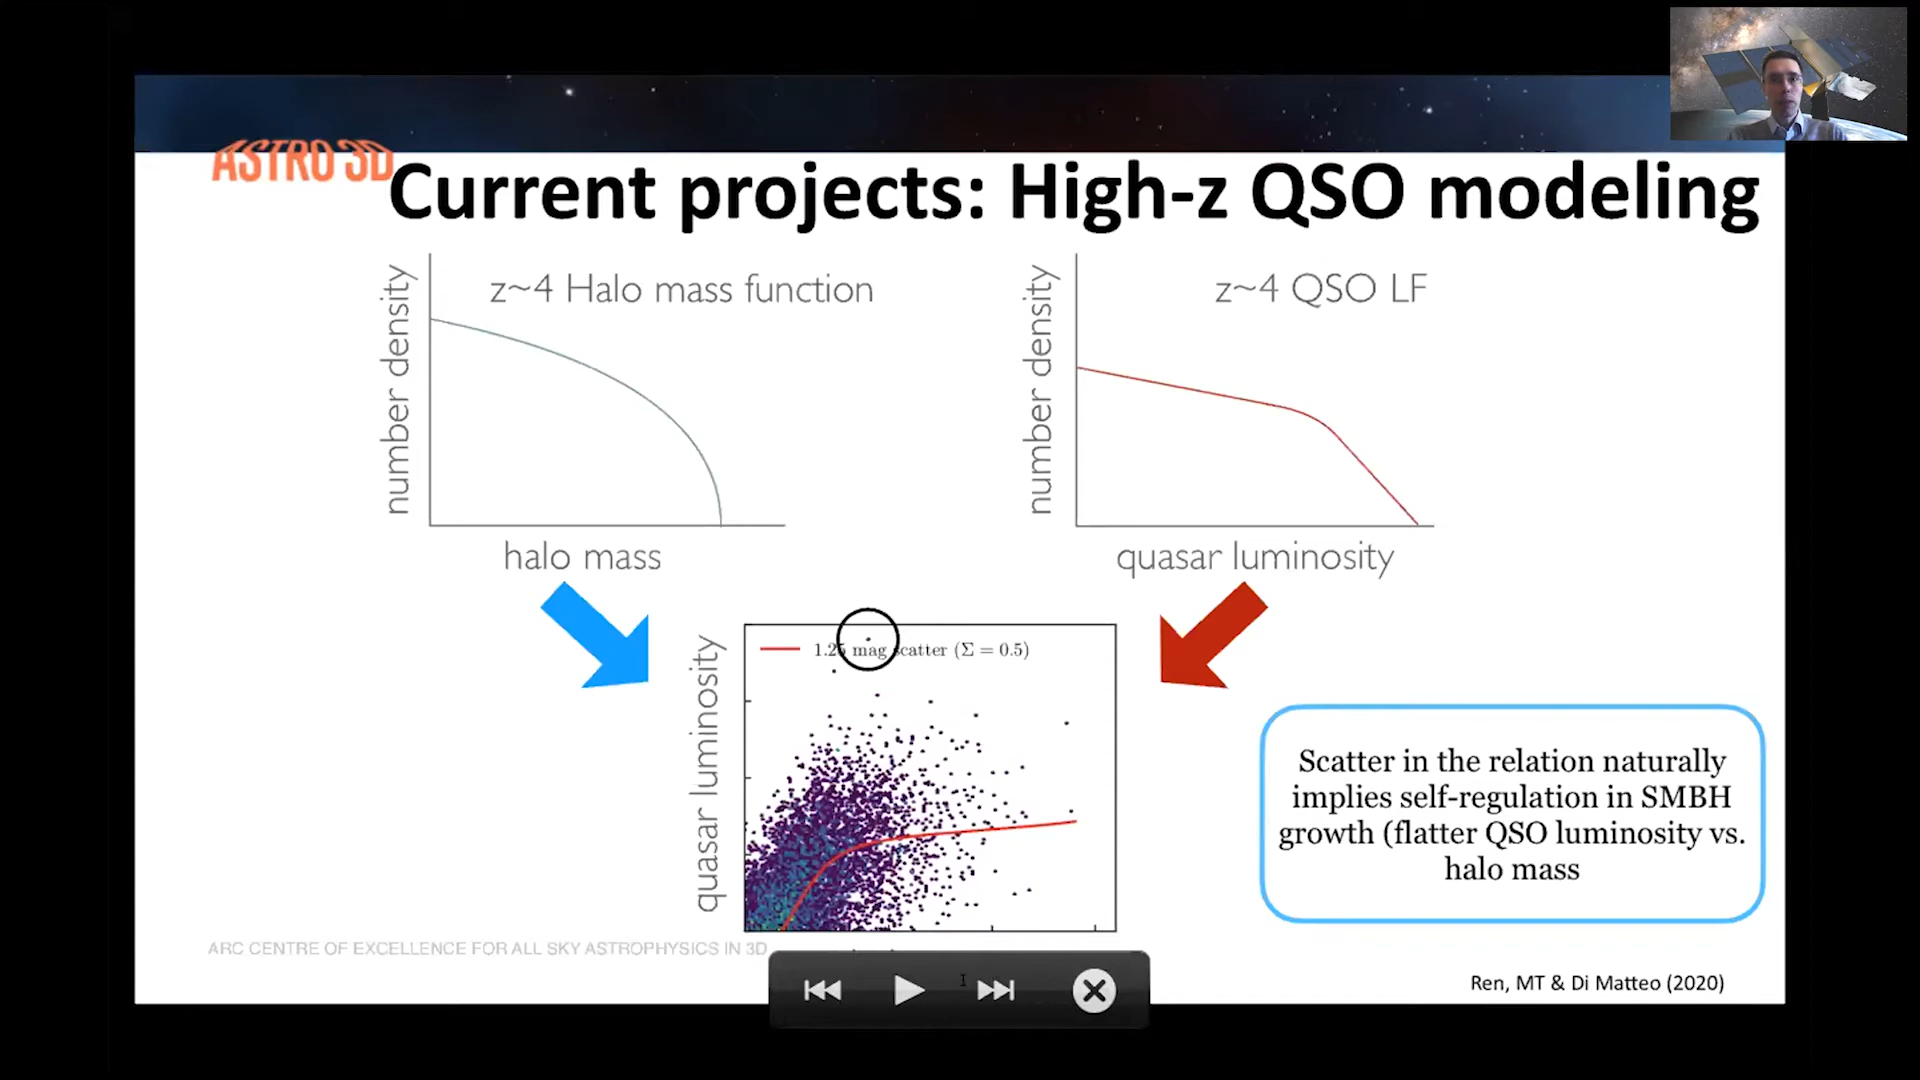 ASTRO 3D
Current projects: High-z QSO modeling
number density
z~4 Halo mass function
halo mass
number density
z~4 QSO LF
quasar luminosity
quasar luminosity
1.25 mag scatter (Σ = 0.5)
Scatter in the relation naturally
implies self-regulation in SMBH
growth (flatter QSO luminosity vs.
halo mass
ARC CENTRE OF EXCELLENCE FOR ALL SKY ASTROPHYSICS IN 3D
Ren, MT & Di Matteo (2020)